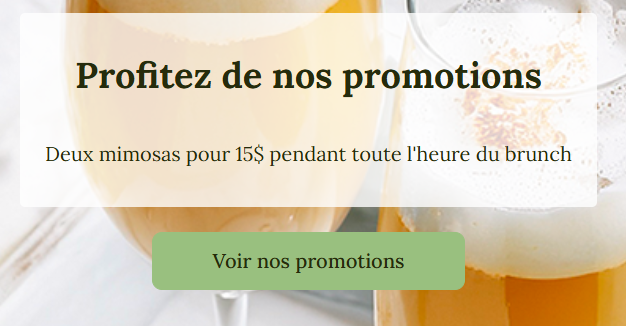 Profitez de nos promotions
Deux mimosas pour 15$ pendant toute l'heure du brunch
Voir nos promotions